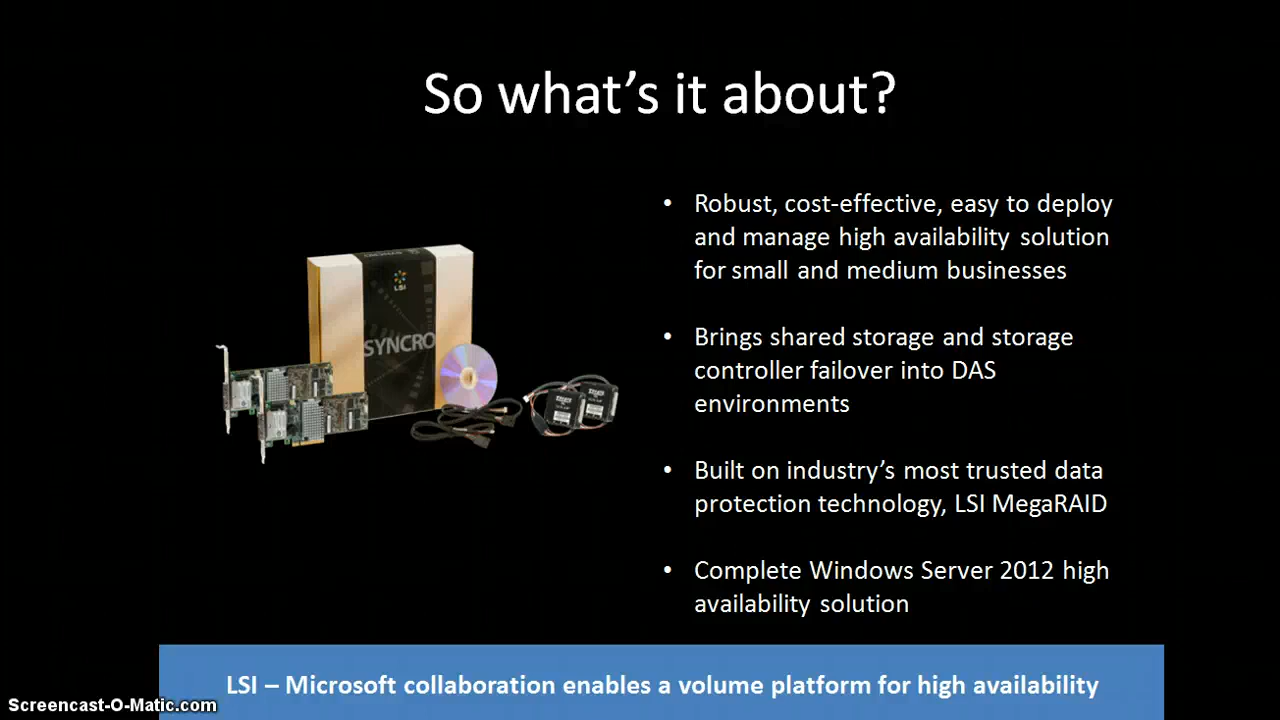 So what's it about?
LSI
SYNCRO
• Robust, cost-effective, easy to deploy
and manage high availability solution
for small and medium businesses
• Brings shared storage and storage
controller failover into DAS
environments
• Built on industry's most trusted data
protection technology, LSI MegaRAID
• Complete Windows Server 2012 high
availability solution
LSI – Microsoft collaboration enables a volume platform for high availability
Screencast-O-Matic.com